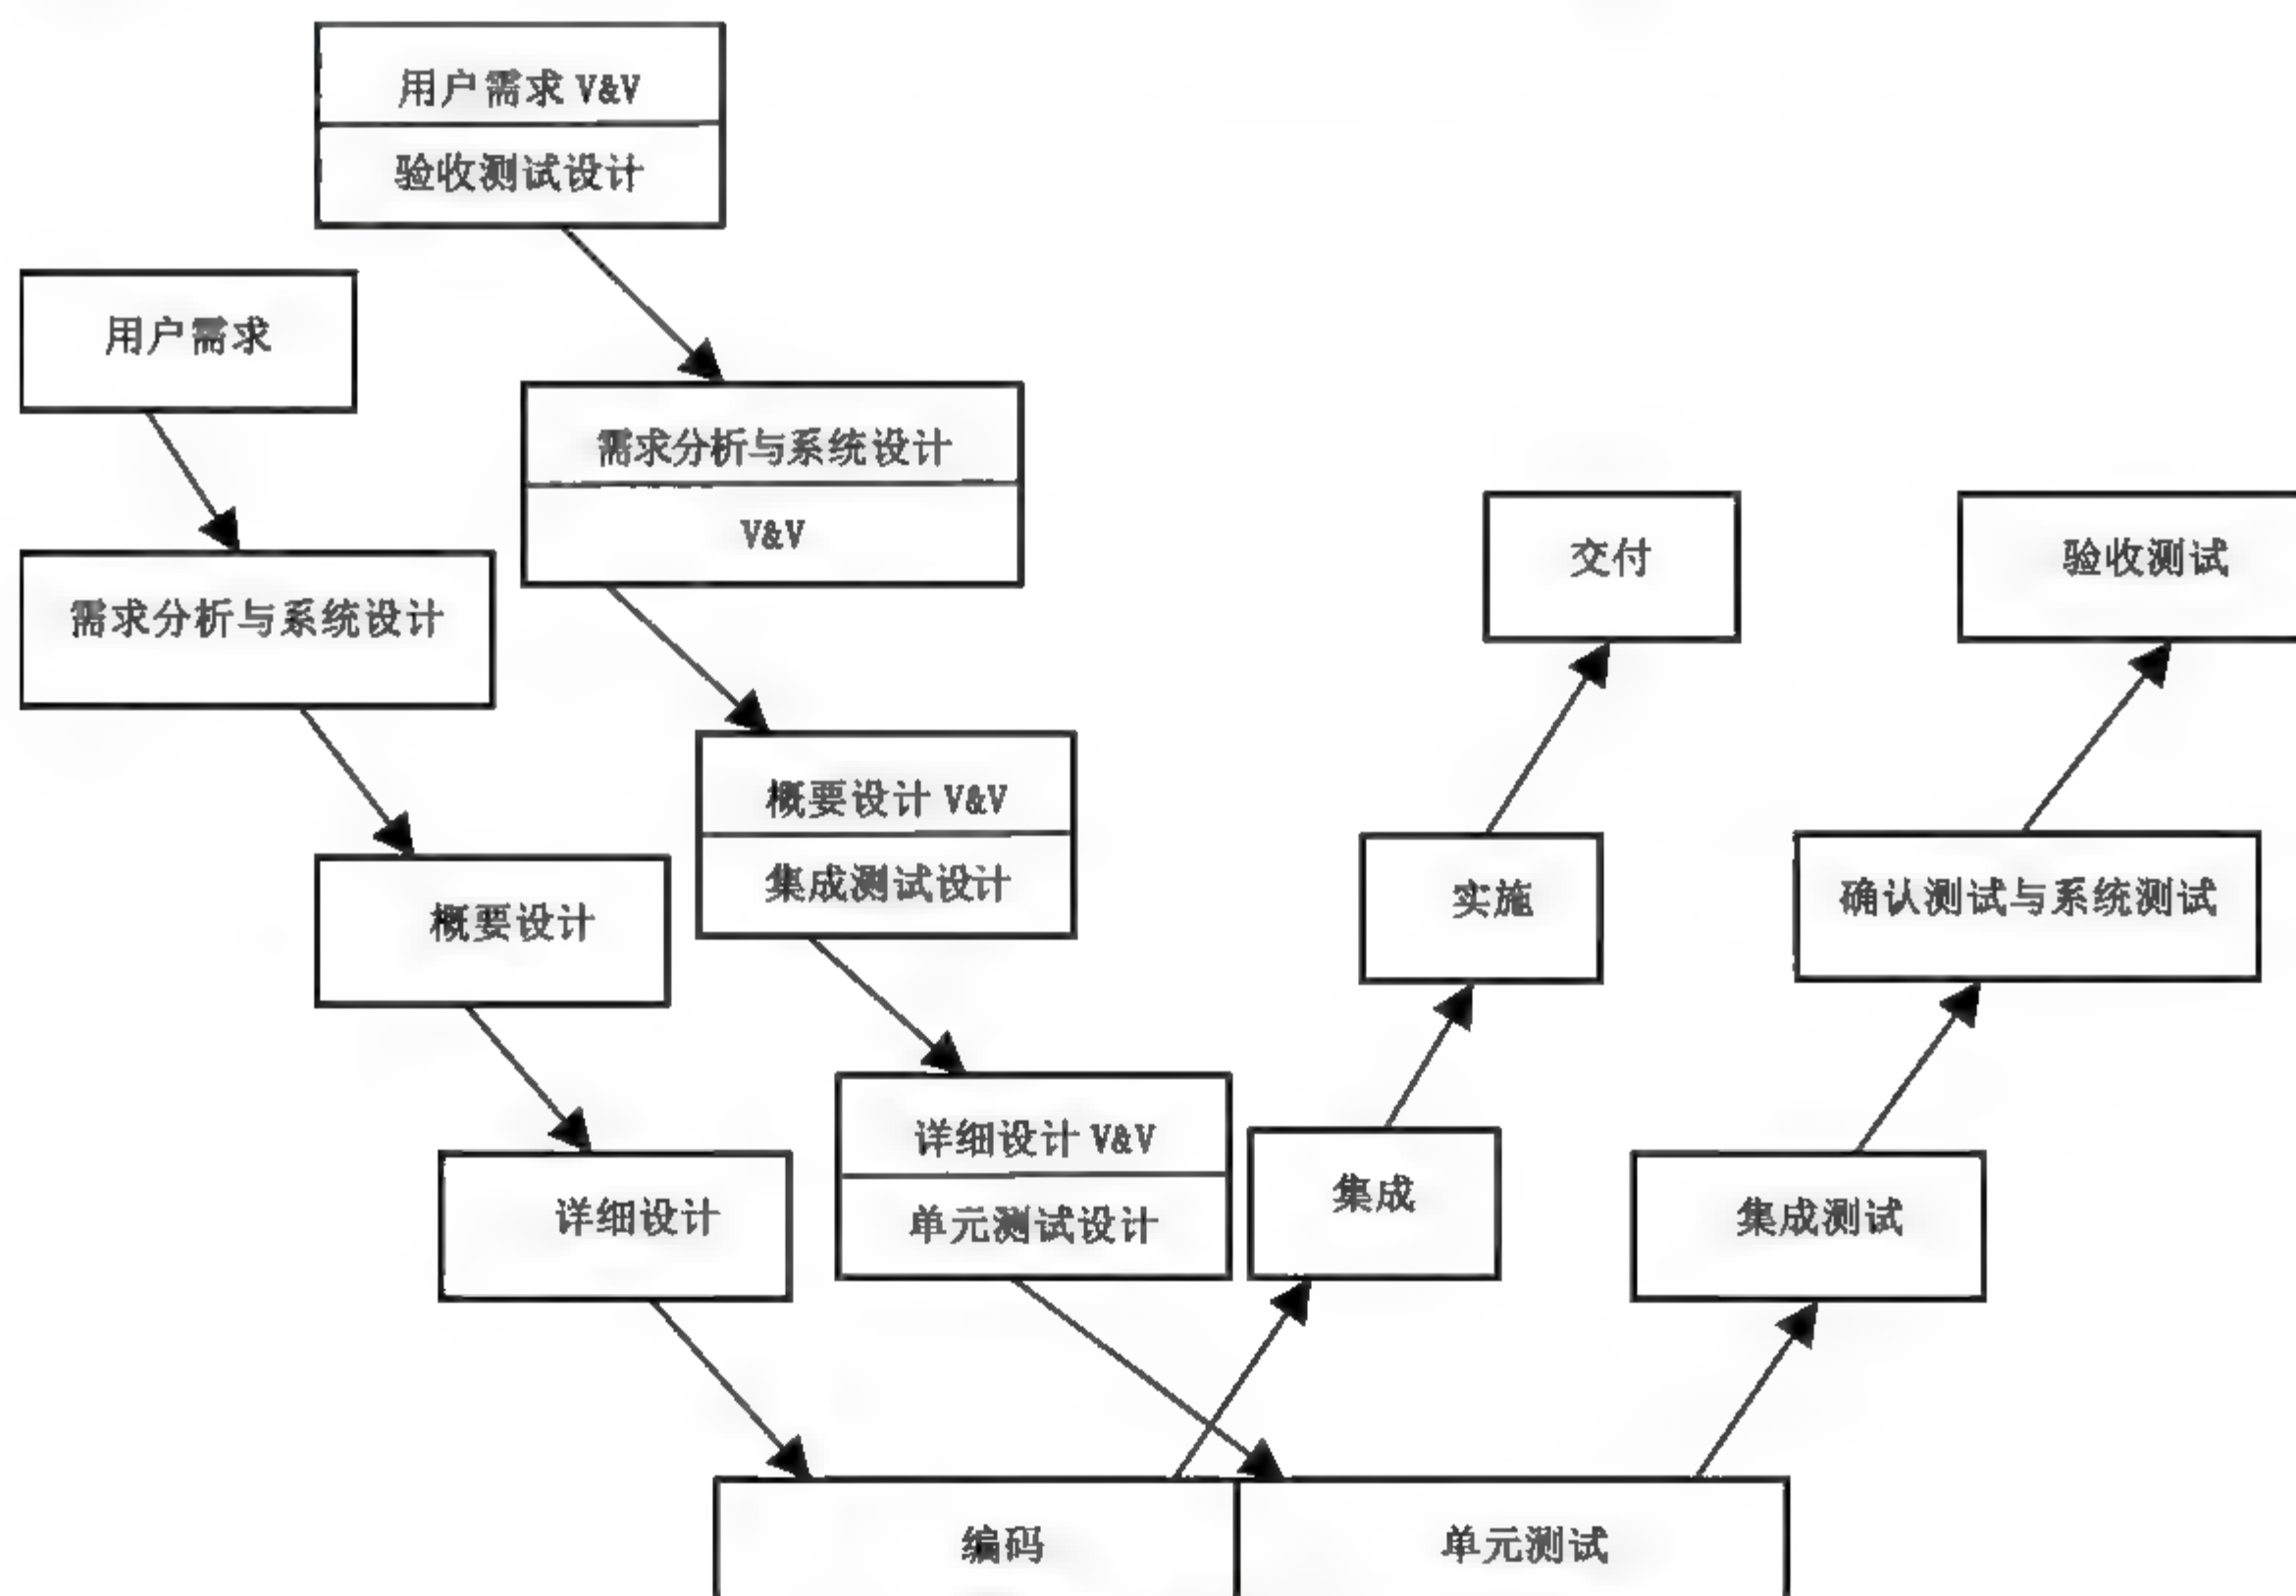 用户需求 V&V
验收测试设计
用户需求
需求分析与系统设计
V&V
需求分析与系统设计
交付
验收测试
概要设计 V&V
集成测试设计
概要设计
实施
确认测试与系统测试
详细设计 V&V
单元测试设计
详细设计
集成
集成测试
编码
单元测试